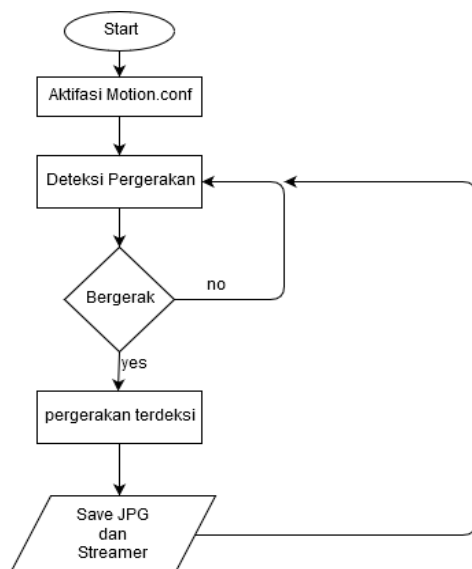 Start
Aktifasi Motion.conf
Deteksi Pergerakan
Bergerak
no
yes
pergerakan terdeksi
Save JPG
dan
Streamer